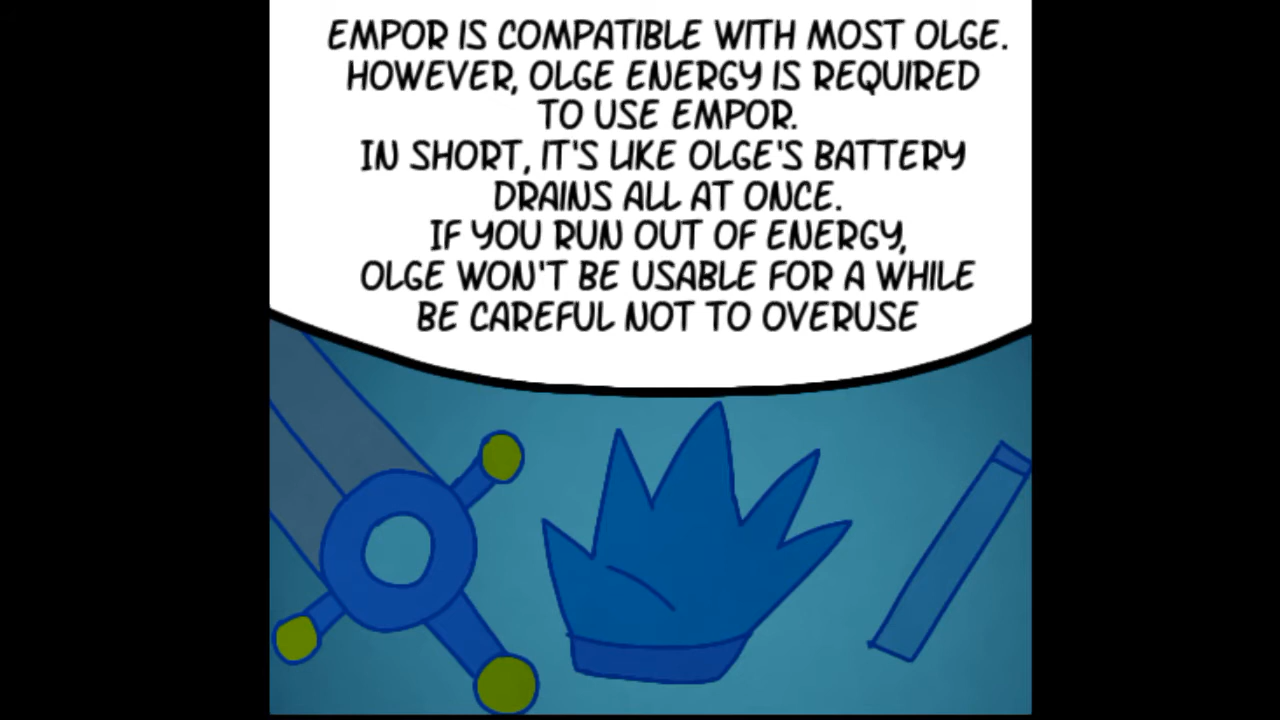 EMPOR IS COMPATIBLE WITH MOST OLGE.
HOWEVER, OLGE ENERGY IS REQUIRED
TO USE EMPOR.
IN SHORT, IT'S LIKE OLGE'S BATTERY
DRAINS ALL AT ONCE.
IF YOU RUN OUT OF ENERGY,
OLGE WON'T BE USABLE FOR A WHILE
BE CAREFUL NOT TO OVERUSE